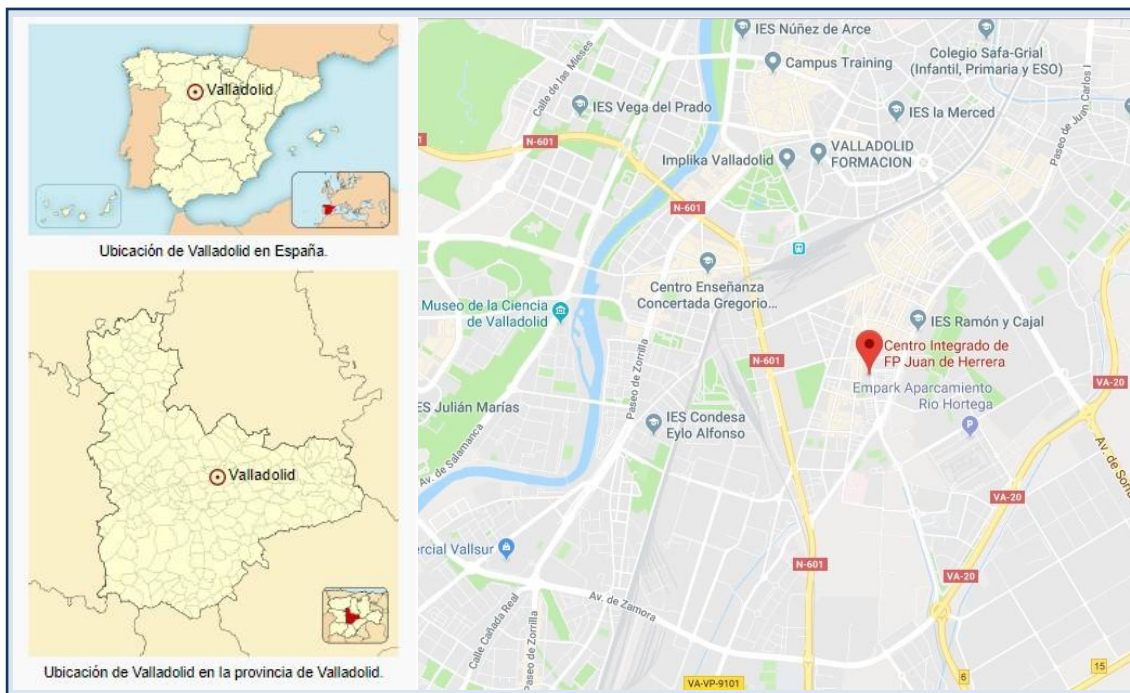 Valladolid
Ubicación de Valladolid en España.
Valladolid
Ubicación de Valladolid en la provincia de Valladolid.
IES Núñez de Arce
Campus Training
Colegio Safa-Grial
(Infantil, Primaria y ESO)
Calle de las Mieses
IES Vega del Prado
IES la Merced
Paseo de Juan Carlos I
N-601
Implika Valladolid
VALLADOLID
FORMACION
N-601
Centro Enseñanza
Concertada Gregorio...
Museo de la Ciencia
de Valladolid
IES Ramón y Cajal
Centro Integrado de
FP Juan de Herrera
N-601
Paseo de Zorrilla
Empark Aparcamiento
Rio Hortega
VA-20
ES Julián Marías
IES Condesa
Eylo Alfonso
Av. de Salamanca
P
Av. de Soria
VA-20
ercial Vallsur
N-601
VA-20
Av. de Zamora
Calle Cañada Real
Paseo de Zorrilla
VA-VP-9101
6
15